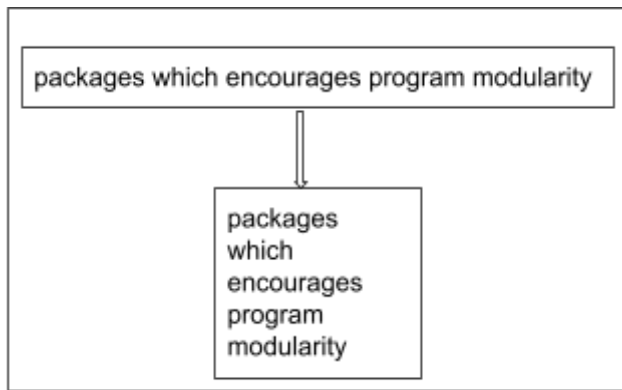 packages which encourages program modularity
packages
which
encourages
program
modularity